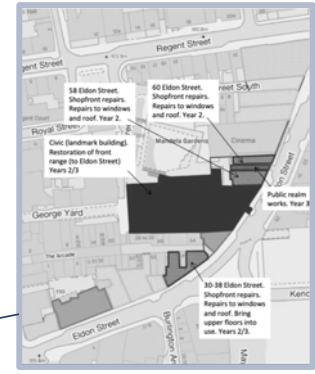 Regent Street
Regent Street
58 Eldon Street.
Shopfront repairs.
Repairs to windows
and roof. Year 2.
60 Eldon Street.
Shopfront repairs.
Repairs to windows
and roof. Year 2.
South
Royal Street
Mandela Gardens
Cinema
Civic (landmark building).
Restoration of front
range (to Eldon Street)
Years 2/3
Public realm
works. Year 3
George Yard
The Arcade
30-38 Eldon Street.
Shopfront repairs.
Repairs to windows
and roof. Bring
upper floors into
use. Years 2/3.
Eldon Street